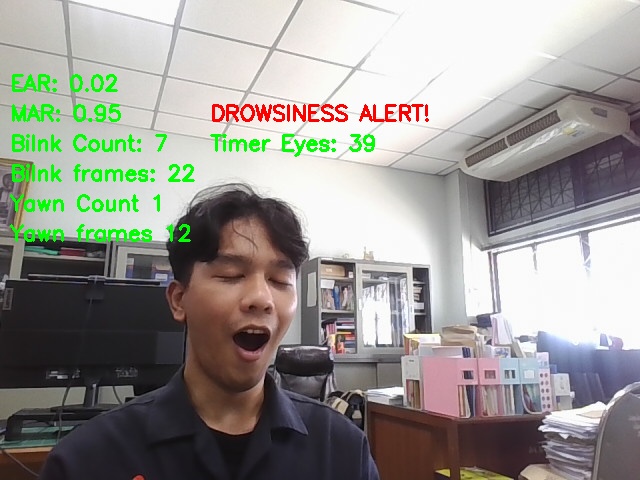 EAR: 0.02
MAR: 0.95
DROWSINESS ALERT!
Bilnk Count: 7
Timer Eyes: 39
Bilnk frames: 22
Yawn Count 1
Yawn frames 12